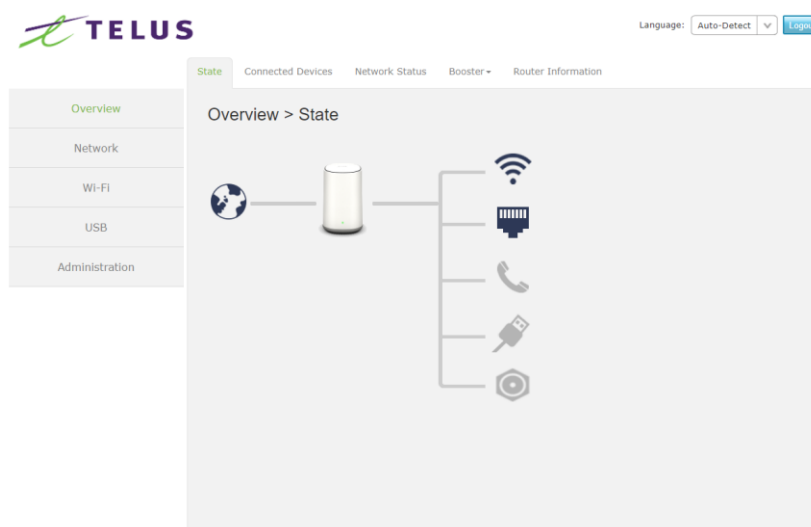 TELUS
Language: Auto-Detect
State Connected Devices Network Status Booster Router Information
Overview
Network
Wi-Fi
USB
Administration
Overview > State